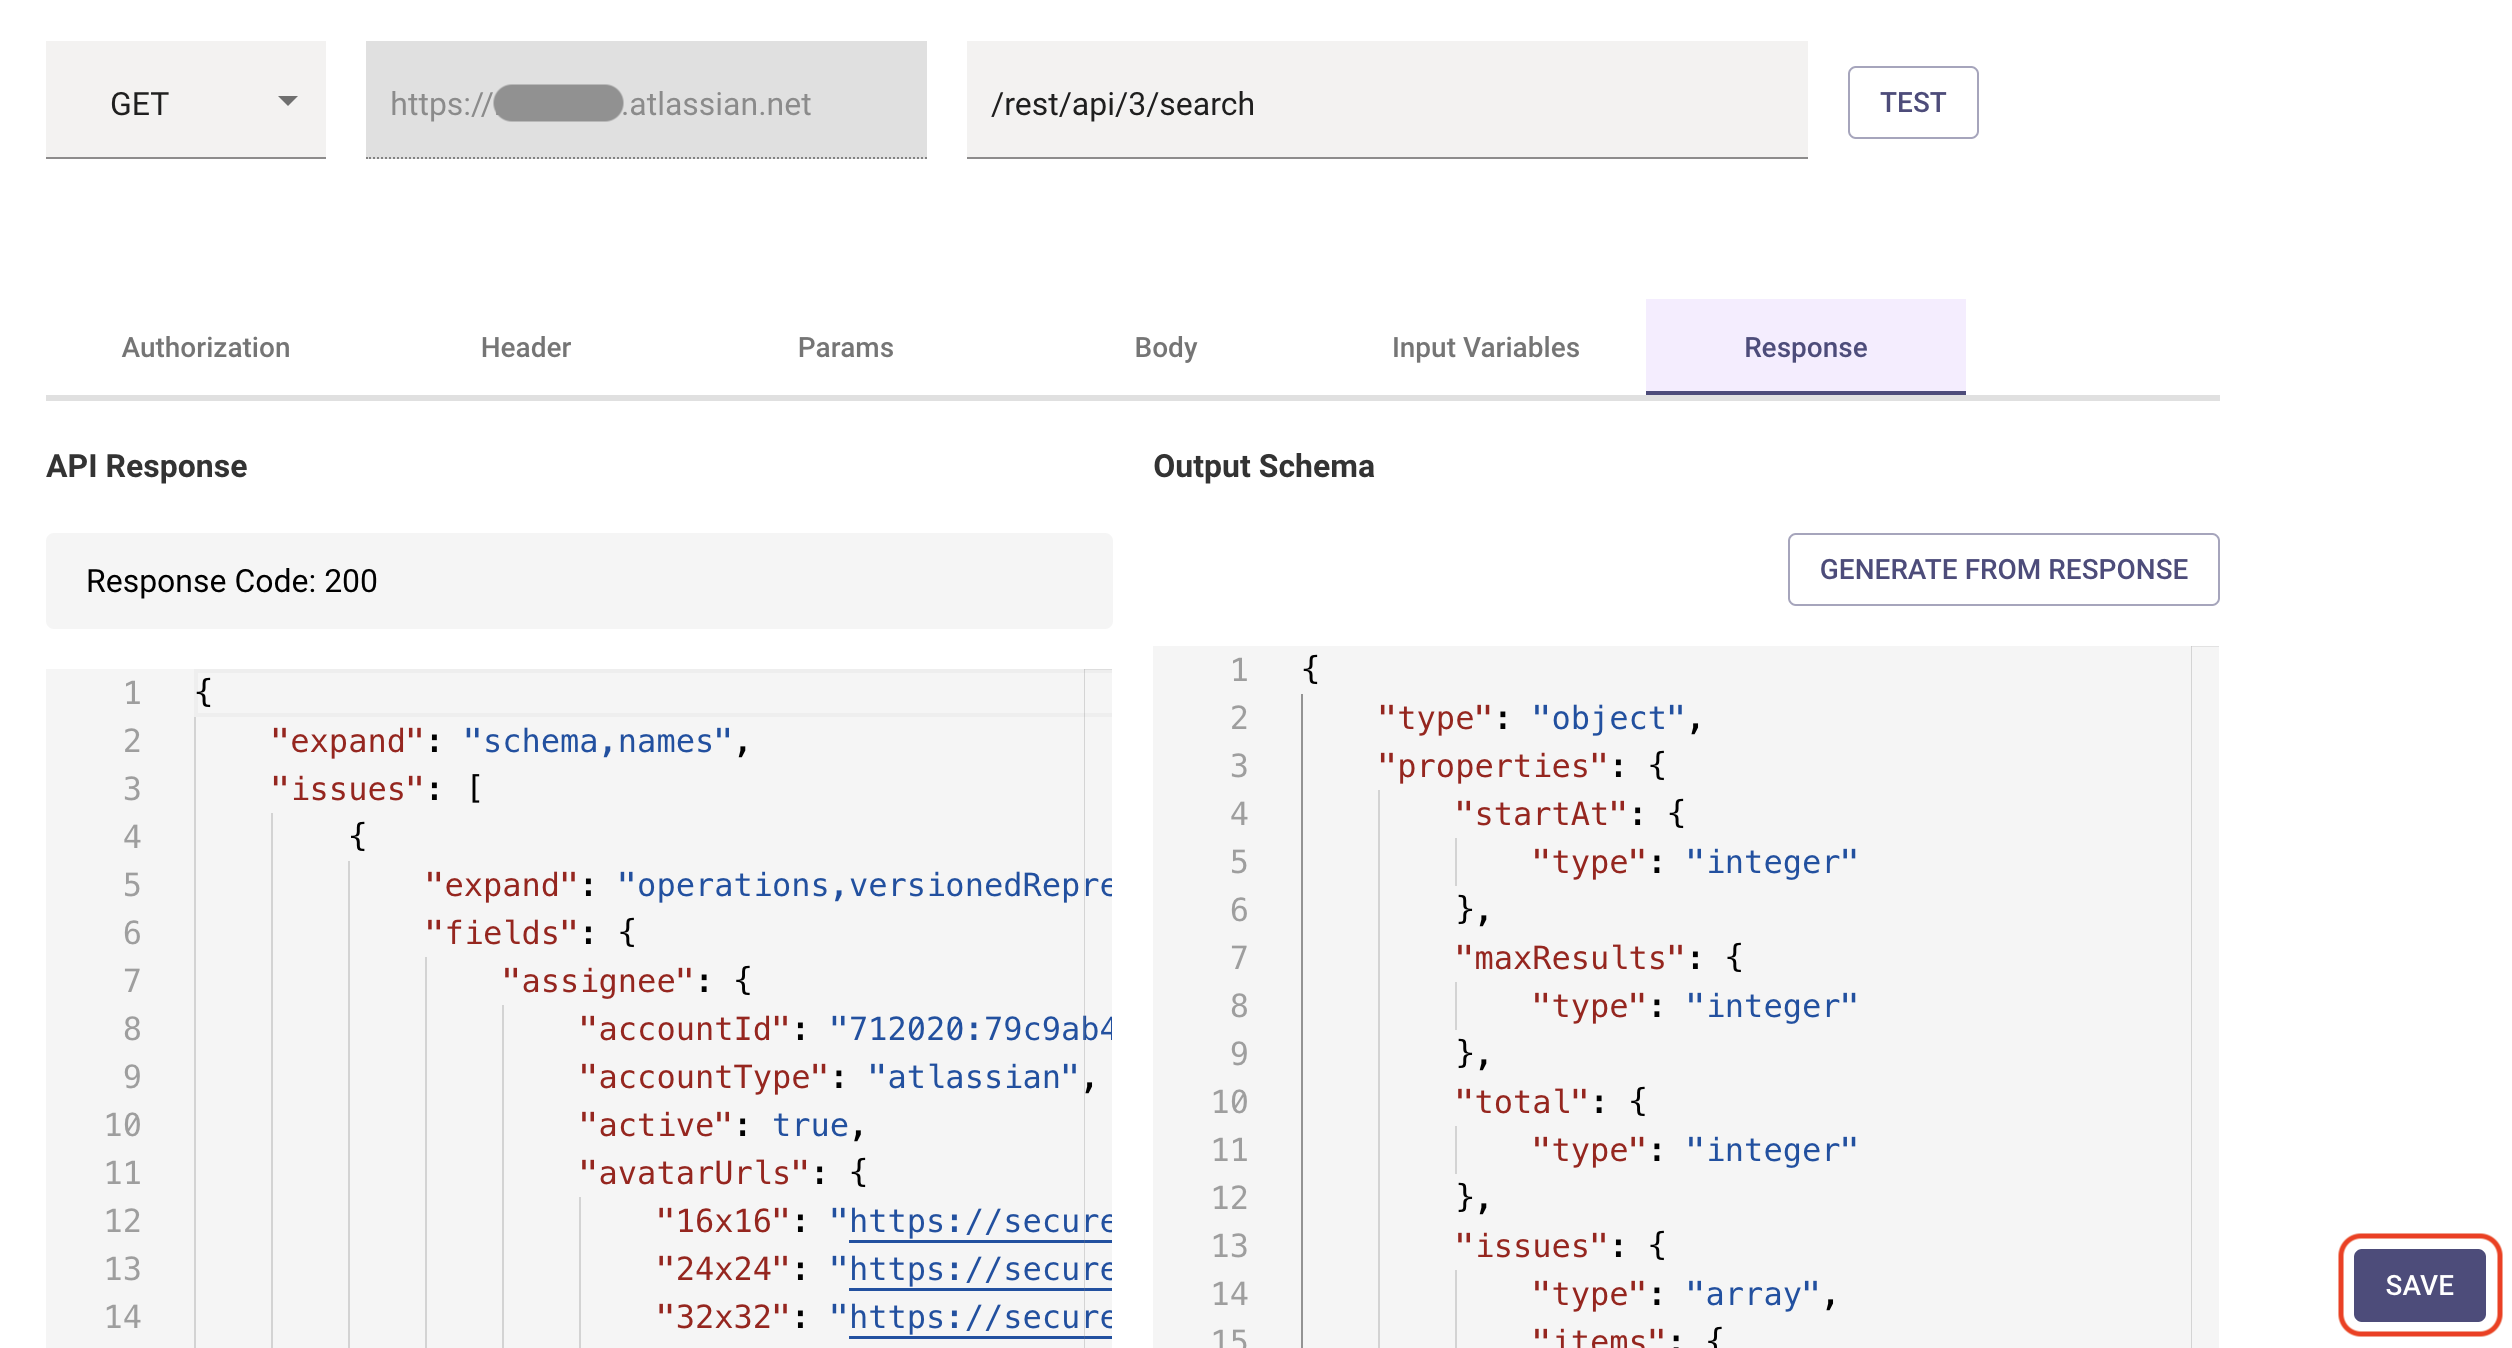 GET
https:// .atlassian.net
/rest/api/3/search
TEST
Authorization
Header
Params
Body
Input Variables
Response
API Response
Response Code: 200
1 {
2 "expand": "schema,names",
3 "issues": [
4 {
5 "expand": "operations,versionedRepre
6 "fields": {
7 "assignee": {
8 "accountId": "712020:79c9ab4
9 "accountType": "atlassian",
10 "active": true,
11 "avatarUrls": {
12 "16x16": "https://secure
13 "24x24": "https://secure
14 "32x32": "https://secure
Output Schema
GENERATE FROM RESPONSE
1 {
2 "type": "object",
3 "properties": {
4 "startAt": {
5 "type": "integer"
6 },
7 "maxResults": {
8 "type": "integer"
9 },
10 "total": {
11 "type": "integer"
12 },
13 "issues": {
14 "type": "array",
15 "items": {
SAVE